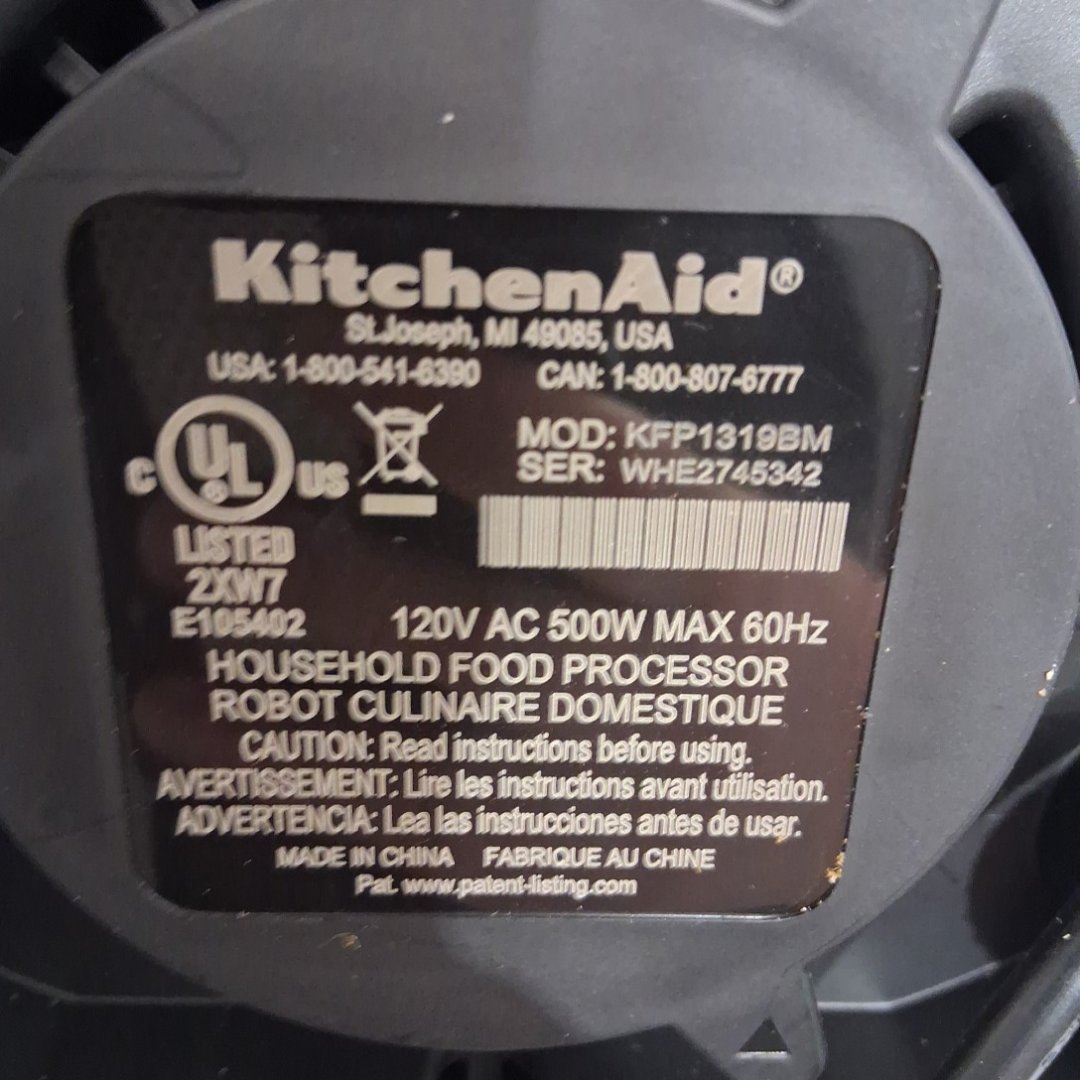 KitchenAid®
St.Joseph, MI 49085, USA
USA: 1-800-541-6390 CAN: 1-800-807-6777
C UL® US
LISTED
2XW7
E105402
MOD: KFP1319BM
SER: WHE2745342
120V AC 500W MAX 60Hz
HOUSEHOLD FOOD PROCESSOR
ROBOT CULINAIRE DOMESTIQUE
CAUTION: Read instructions before using.
AVERTISSEMENT: Lire les instructions avant utilisation.
ADVERTENCIA: Lea las instrucciones antes de usar.
MADE IN CHINA FABRIQUE AU CHINE
Pat. www.patent-listing.com